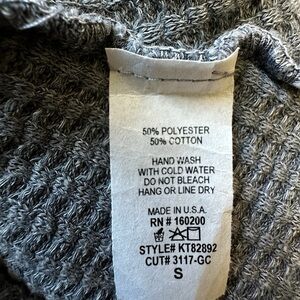 50% POLYESTER
50% COTTON
HAND WASH
WITH COLD WATER
DO NOT BLEACH
HANG OR LINE DRY
MADE IN U.S.A.
RN # 160200
STYLE# KT82892
CUT# 3117-GC
S